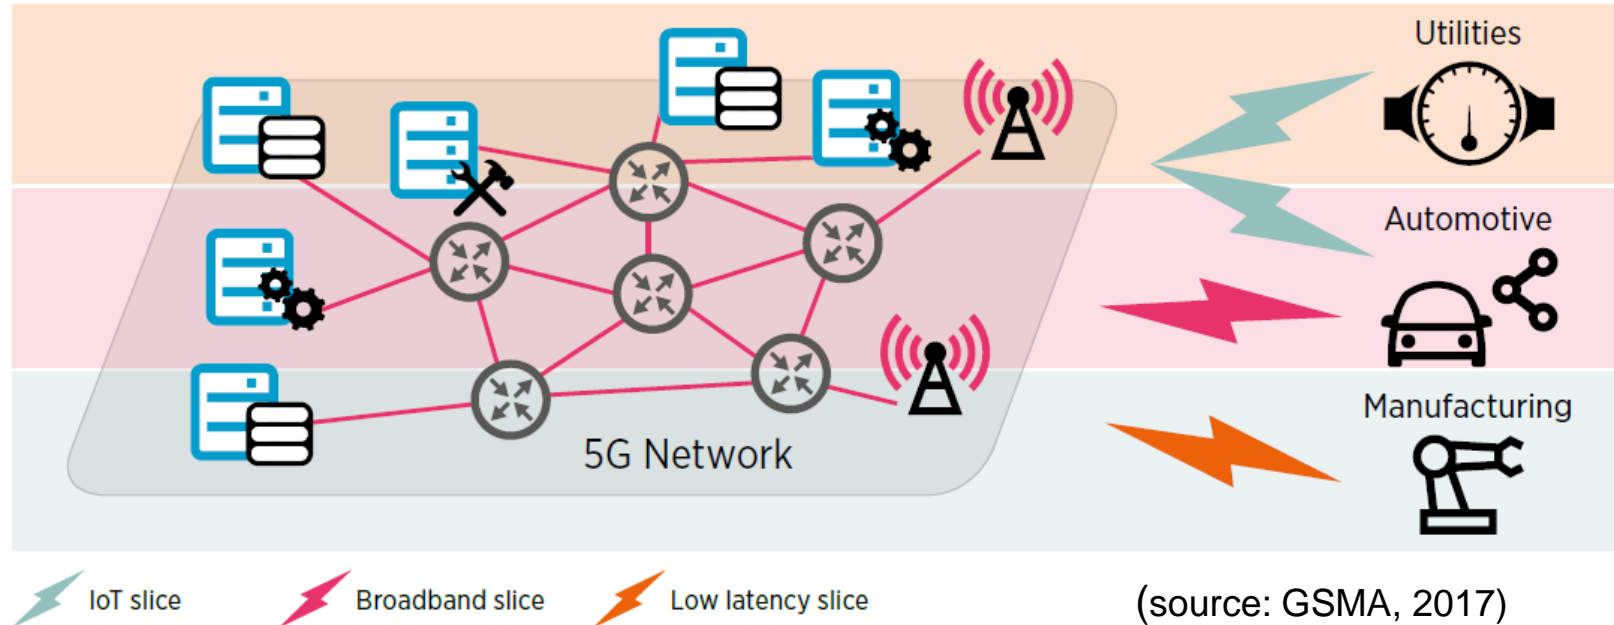 Utilities
Automotive
Manufacturing
5G Network
IoT slice
Broadband slice
Low latency slice
(source: GSMA, 2017)